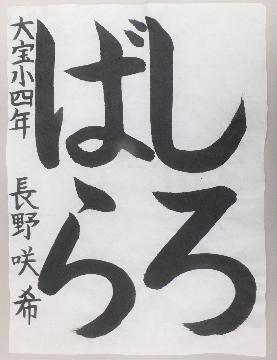 しろ
ばら
大宝小四年 長野咲希